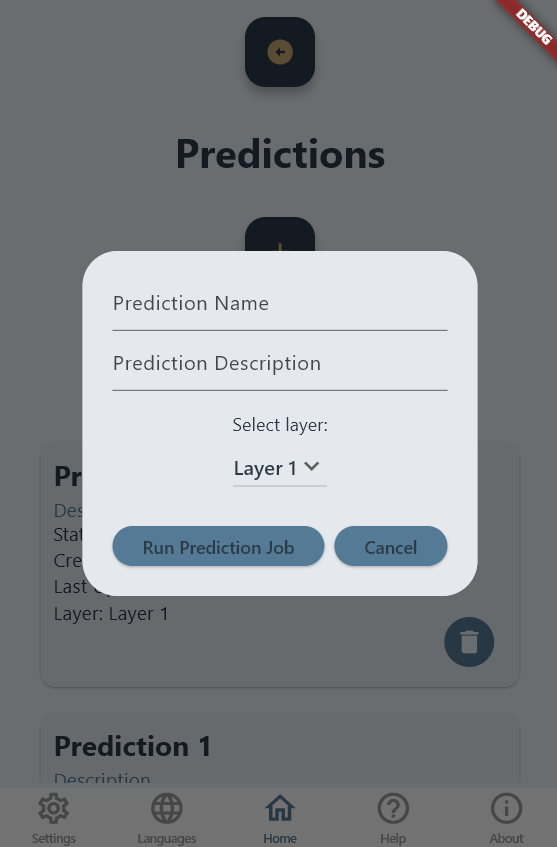 DEBUG
Predictions
Prediction Name
Prediction Description
Select layer:
Layer 1
Run Prediction Job Cancel
Layer: Layer 1
Prediction 1
Description
Settings Languages Home Help About